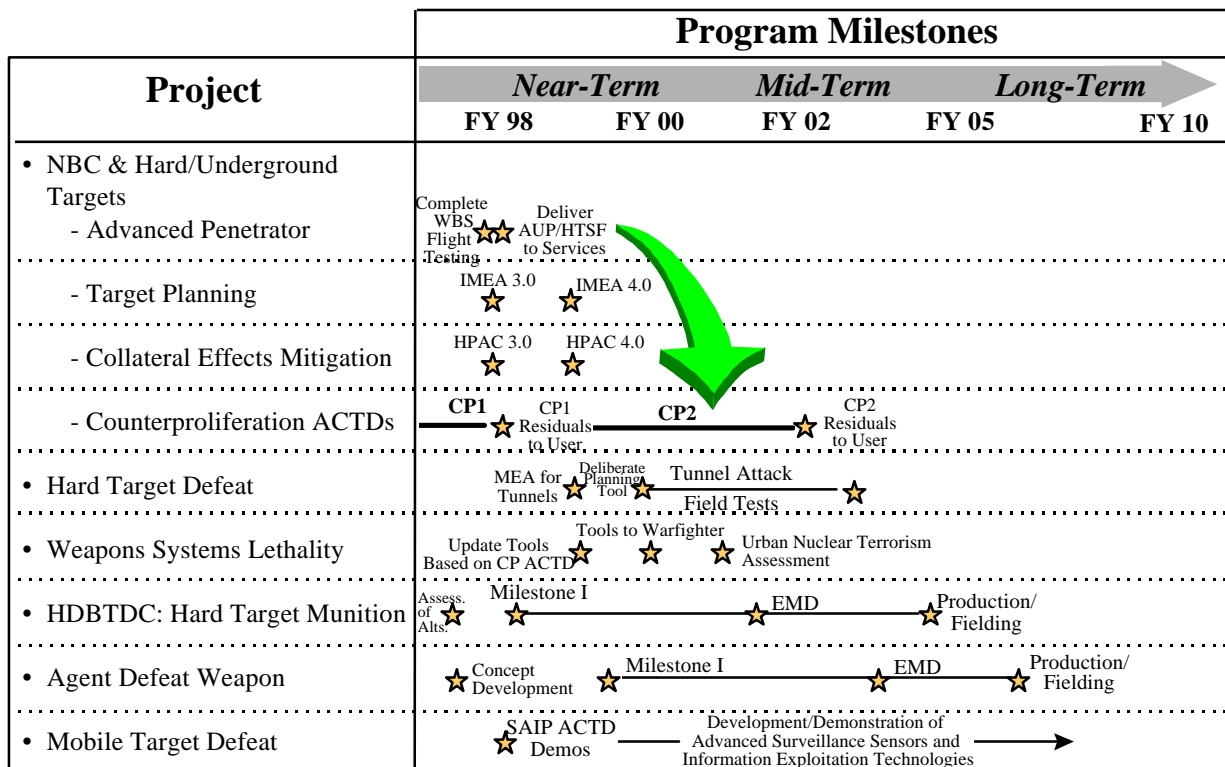 Program Milestones
Project
Near-Term Mid-Term Long-Term
FY 98 FY 00 FY 02 FY 05 FY 10
• NBC & Hard/Underground
Targets
- Advanced Penetrator
Complete
WBS
Flight
Testing
Deliver
AUP/HTSF
to Services
- Target Planning
IMEA 3.0 IMEA 4.0
- Collateral Effects Mitigation
HPAC 3.0 HPAC 4.0
- Counterproliferation ACTDs
CP1
CP1
Residuals
to User
CP2
CP2
Residuals
to User
• Hard Target Defeat
MEA for
Tunnels
Deliberate
Planning
Tool
Tunnel Attack
Field Tests
• Weapons Systems Lethality
Update Tools
Based on CP ACTD
Tools to Warfighter
Urban Nuclear Terrorism
Assessment
• HDBTDC: Hard Target Munition
Assess.
of
Alts.
Milestone I
EMD
Production/
Fielding
• Agent Defeat Weapon
Concept
Development
Milestone I
EMD
Production/
Fielding
• Mobile Target Defeat
SAIP ACTD
Demos
Development/Demonstration of
Advanced Surveillance Sensors and
Information Exploitation Technologies